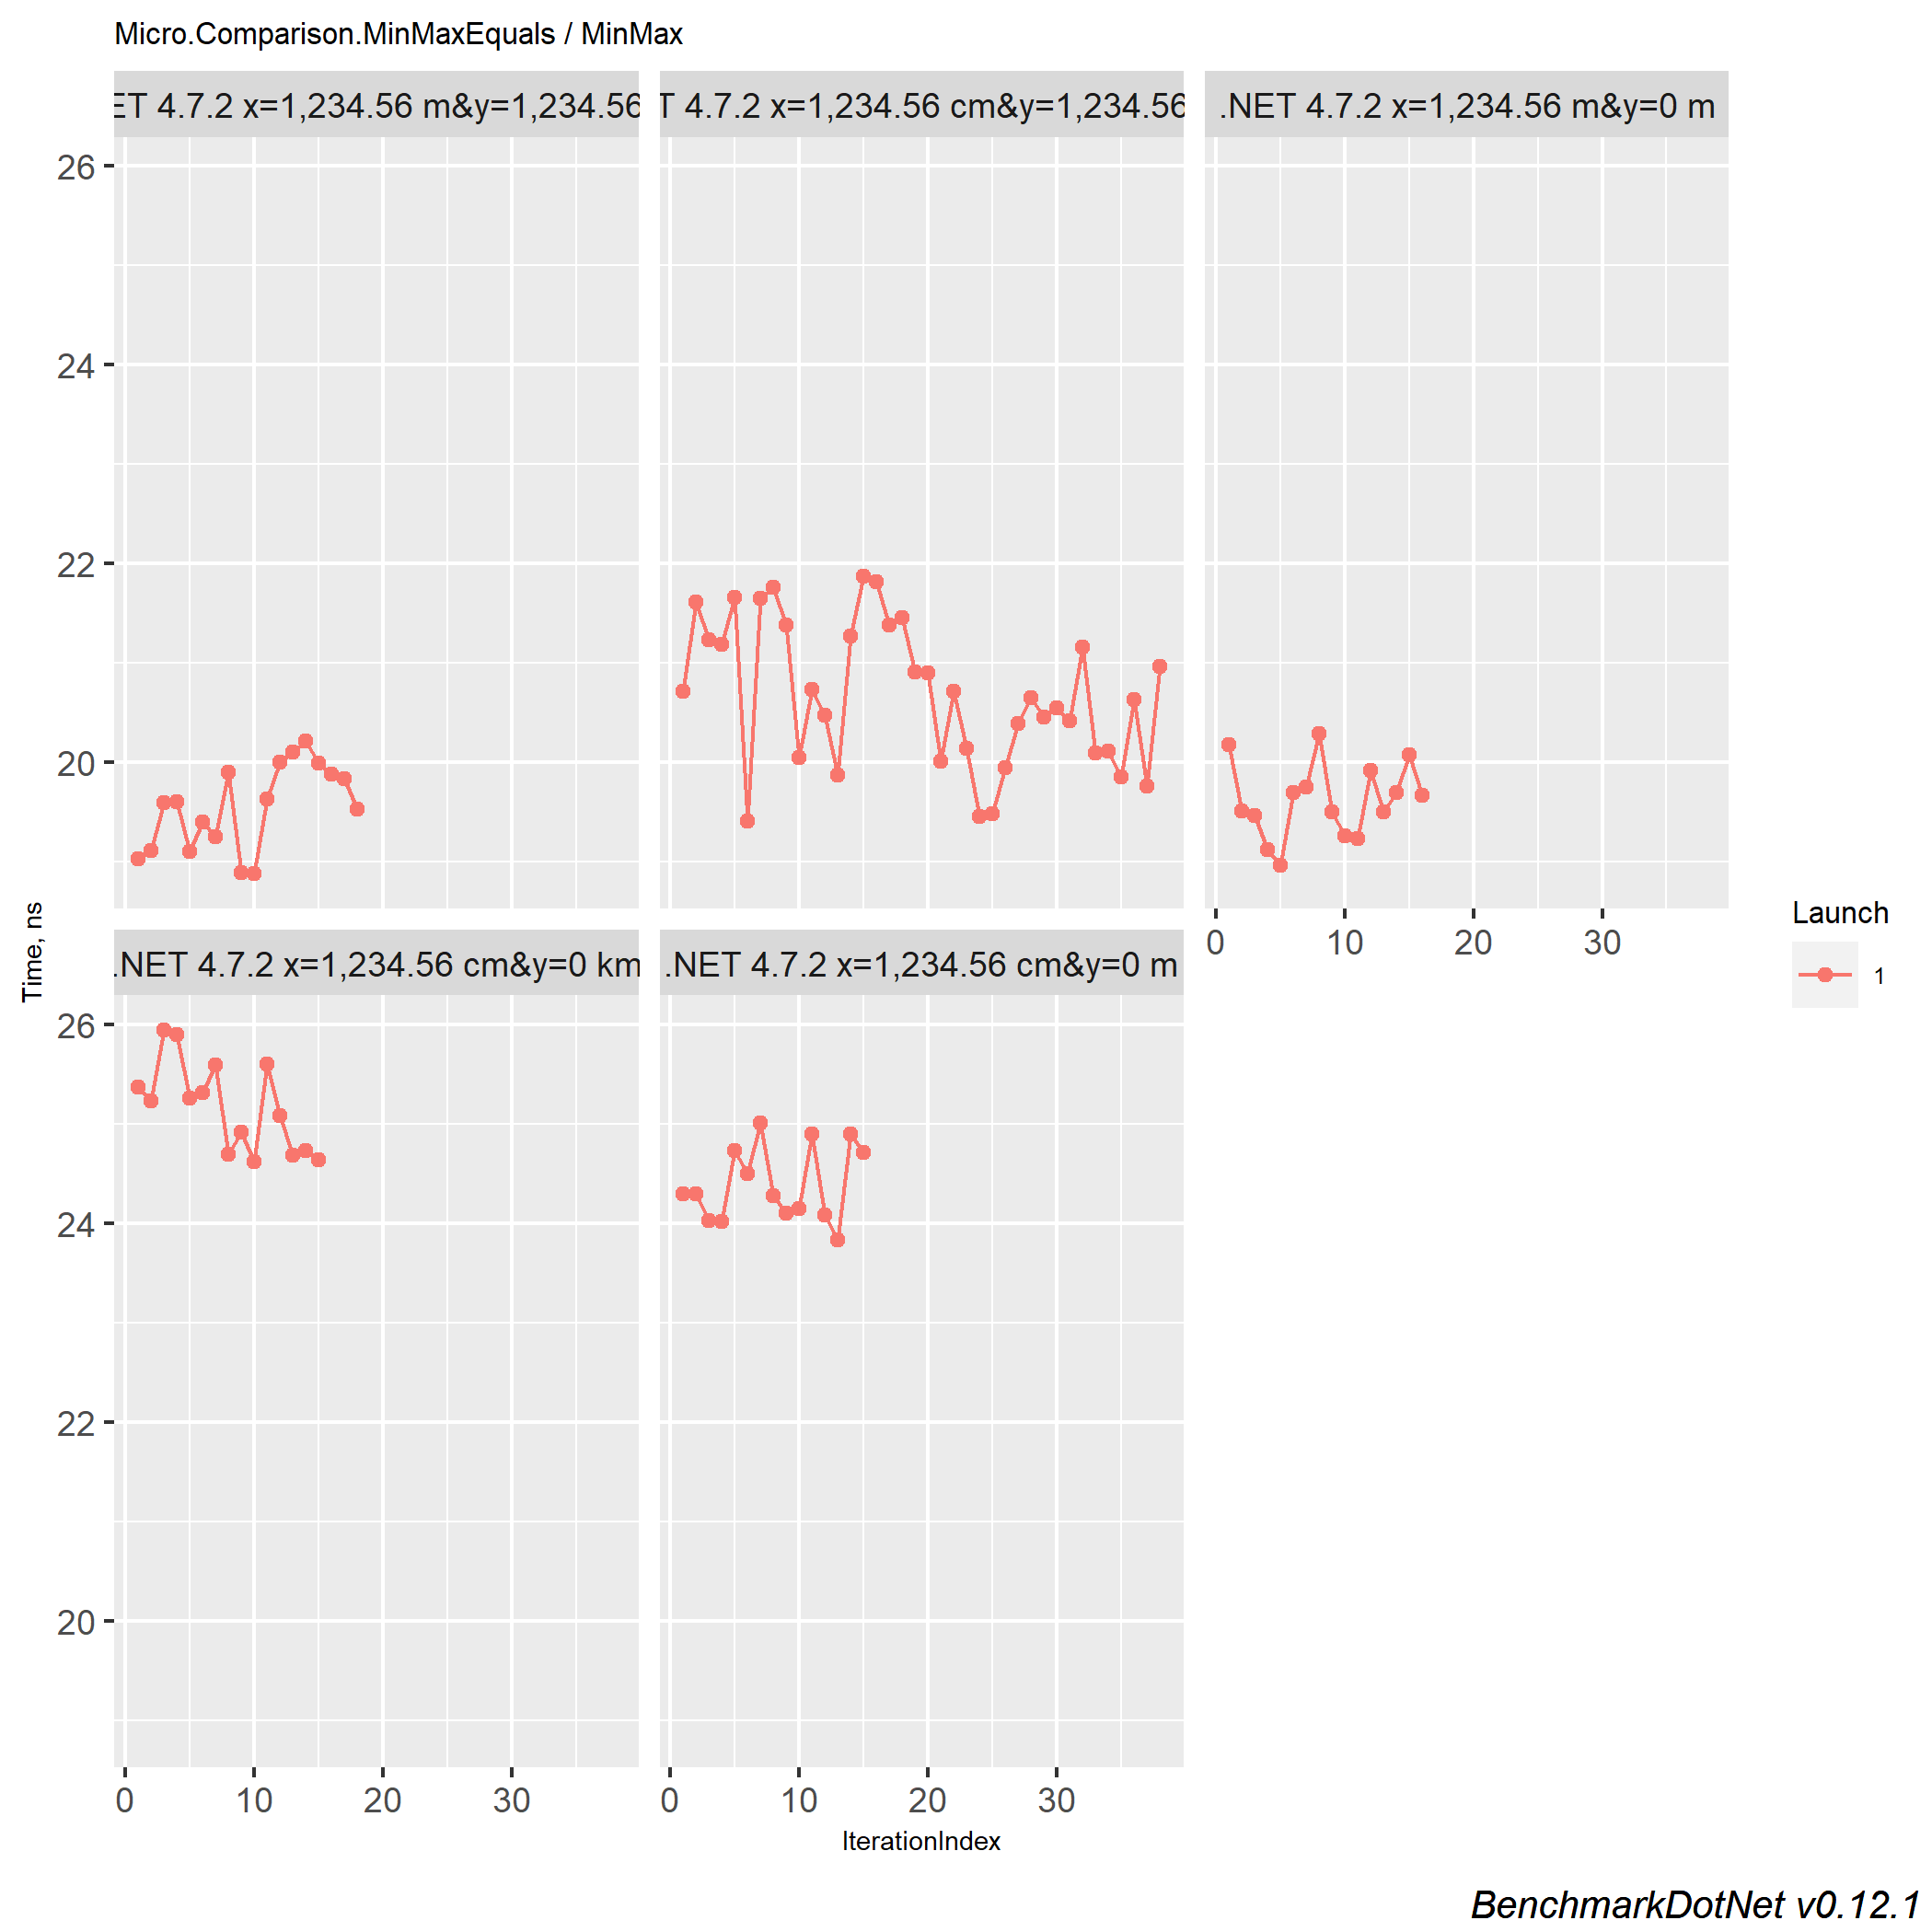 Micro.Comparison.MinMaxEquals / MinMax
ET 4.7.2 x=1,234.56 m&y=1,234.56
T 4.7.2 x=1,234.56 cm&y=1,234.56
.NET 4.7.2 x=1,234.56 m&y=0 m
26
24
22
20
0 10 20 30
Time, ns
Launch
1
.NET 4.7.2 x=1,234.56 cm&y=0 km
.NET 4.7.2 x=1,234.56 cm&y=0 m
26
24
22
20
0 10 20 30
0 10 20 30
IterationIndex
BenchmarkDotNet v0.12.1